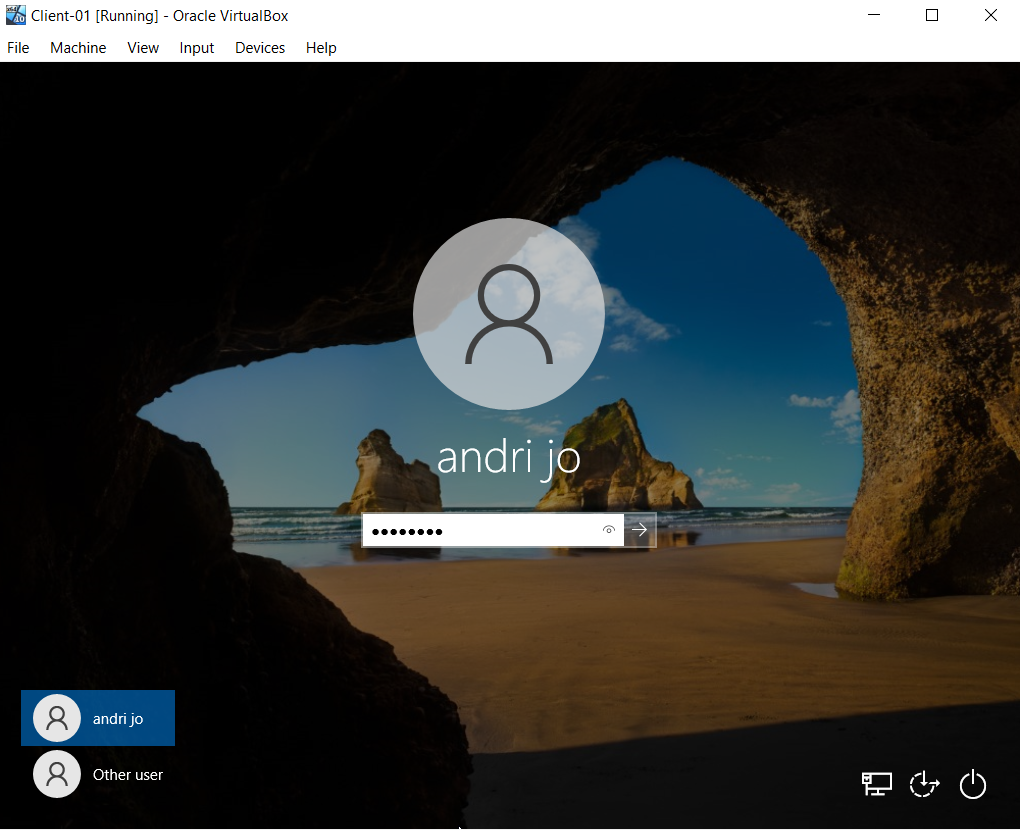 Client-01 [Running] - Oracle VirtualBox
File Machine View Input Devices Help
andri jo
••••••••
andri jo
Other user